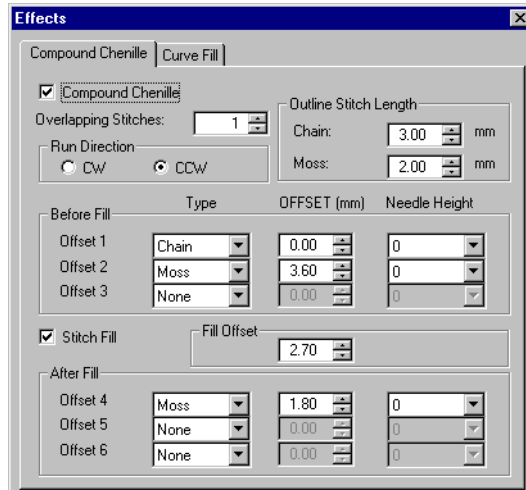 Effects
Compound Chenille Curve Fill
Compound Chenille
Overlapping Stitches: 1
Outline Stitch Length
Chain: 3.00 mm
Run Direction
CW CCW
Moss: 2.00 mm
Type OFFSET (mm) Needle Height
Before Fill
Offset 1 Chain 0.00 0
Offset 2 Moss 3.60 0
Offset 3 None 0.00 0
Stitch Fill
Fill Offset
2.70
After Fill
Offset 4 Moss 1.80 0
Offset 5 None 0.00 0
Offset 6 None 0.00 0